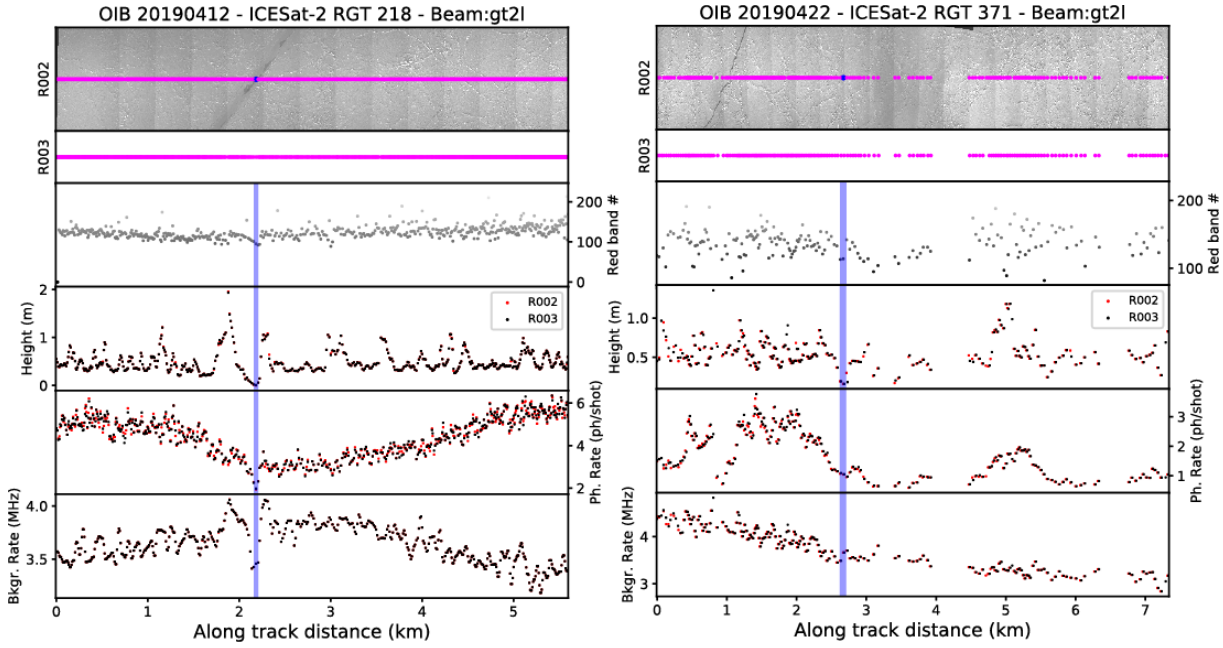 OIB 20190412 - ICESat-2 RGT 218 - Beam:gt2l
R002
R003
200
100
0
Red band #
2
1
0
Height (m)
R002
R003
6
4
2
Ph. Rate (ph/shot)
4.0
3.5
Bkgr. Rate (MHz)
0 1 2 3 4 5
Along track distance (km)
OIB 20190422 - ICESat-2 RGT 371 - Beam:gt2l
R002
R003
200
100
Red band #
1.0
0.5
Height (m)
R002
R003
3
2
1
Ph. Rate (ph/shot)
4
3
Bkgr. Rate (MHz)
0 1 2 3 4 5 6 7
Along track distance (km)